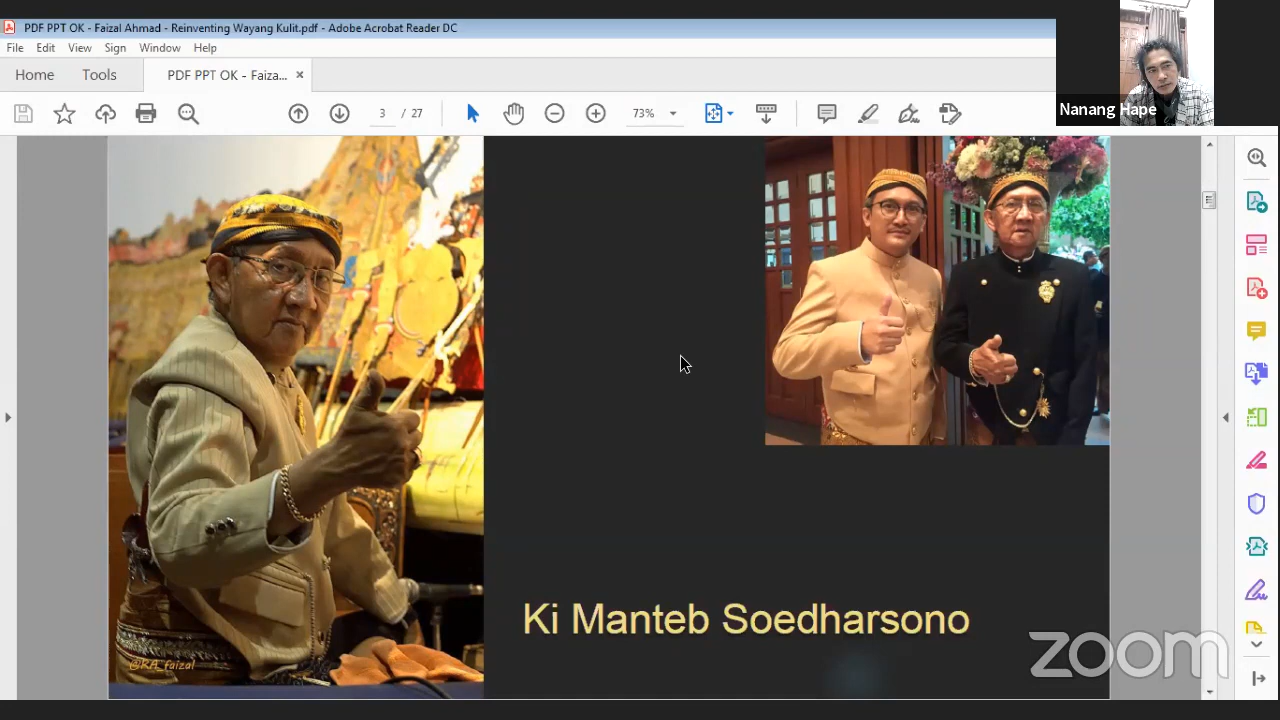 PDF PPT OK - Faizal Ahmad - Reinventing Wayang Kulit.pdf - Adobe Acrobat Reader DC
File Edit View Sign Window Help
Home Tools PDF PPT OK - Faiza... ×
3 / 27 73%
Nanang Hape
@KA_faizal
Ki Manteb Soedharsono
zoom